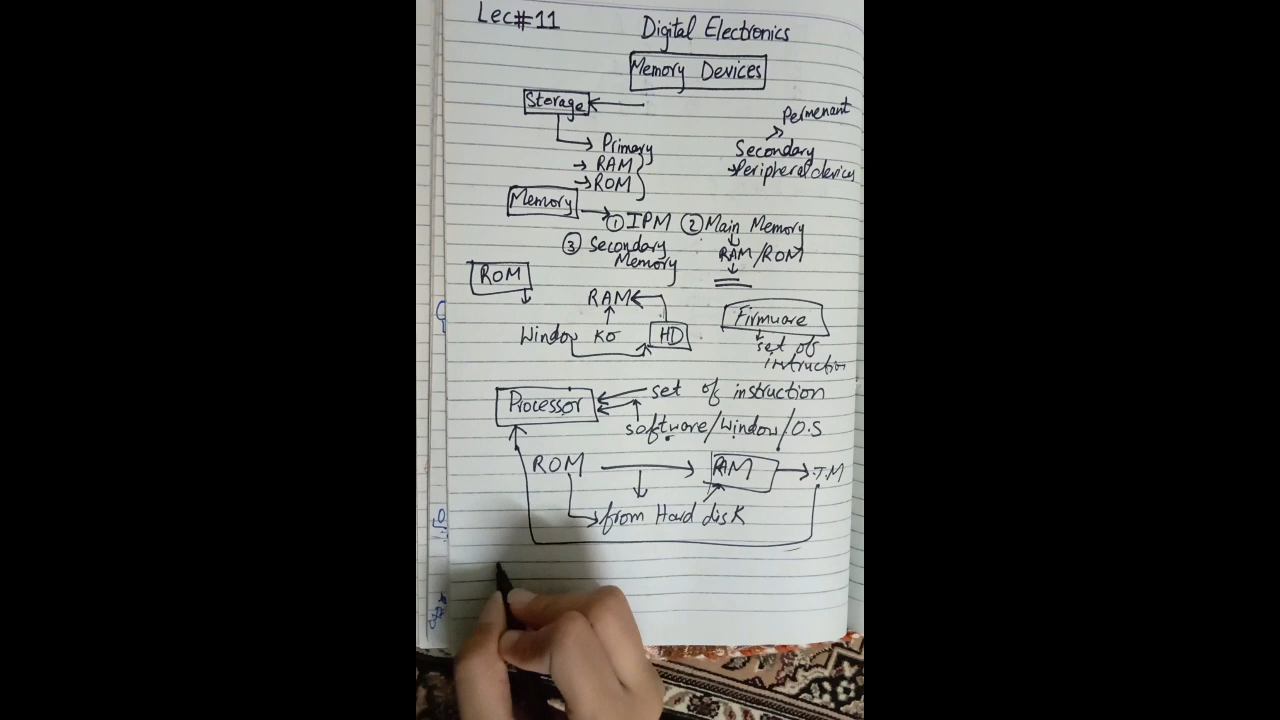 Lec#11
Digital Electronics
Memory Devices
Storage
Permenant
Primary
Secondary
→ RAM
→Peripheral devices
→ROM
Memory
① IPM ② Main Memory
③ Secondary
Memory
RAM/ROM
ROM
RAM
Firmware
Window KO HD
set of
instruction
Processor
set of instruction
software/Window/O.S
ROM
RAM
from Hard disk